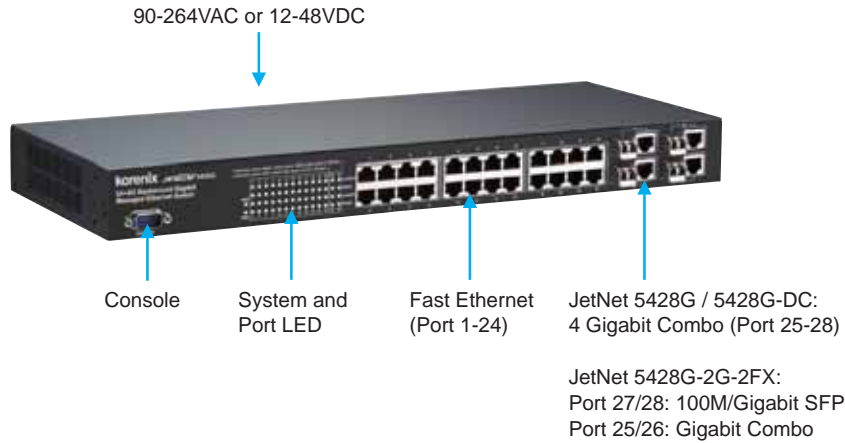 90-264VAC or 12-48VDC
korenix
Console
System and
Port LED
Fast Ethernet
(Port 1-24)
JetNet 5428G / 5428G-DC:
4 Gigabit Combo (Port 25-28)
JetNet 5428G-2G-2FX:
Port 27/28: 100M/Gigabit SFP
Port 25/26: Gigabit Combo